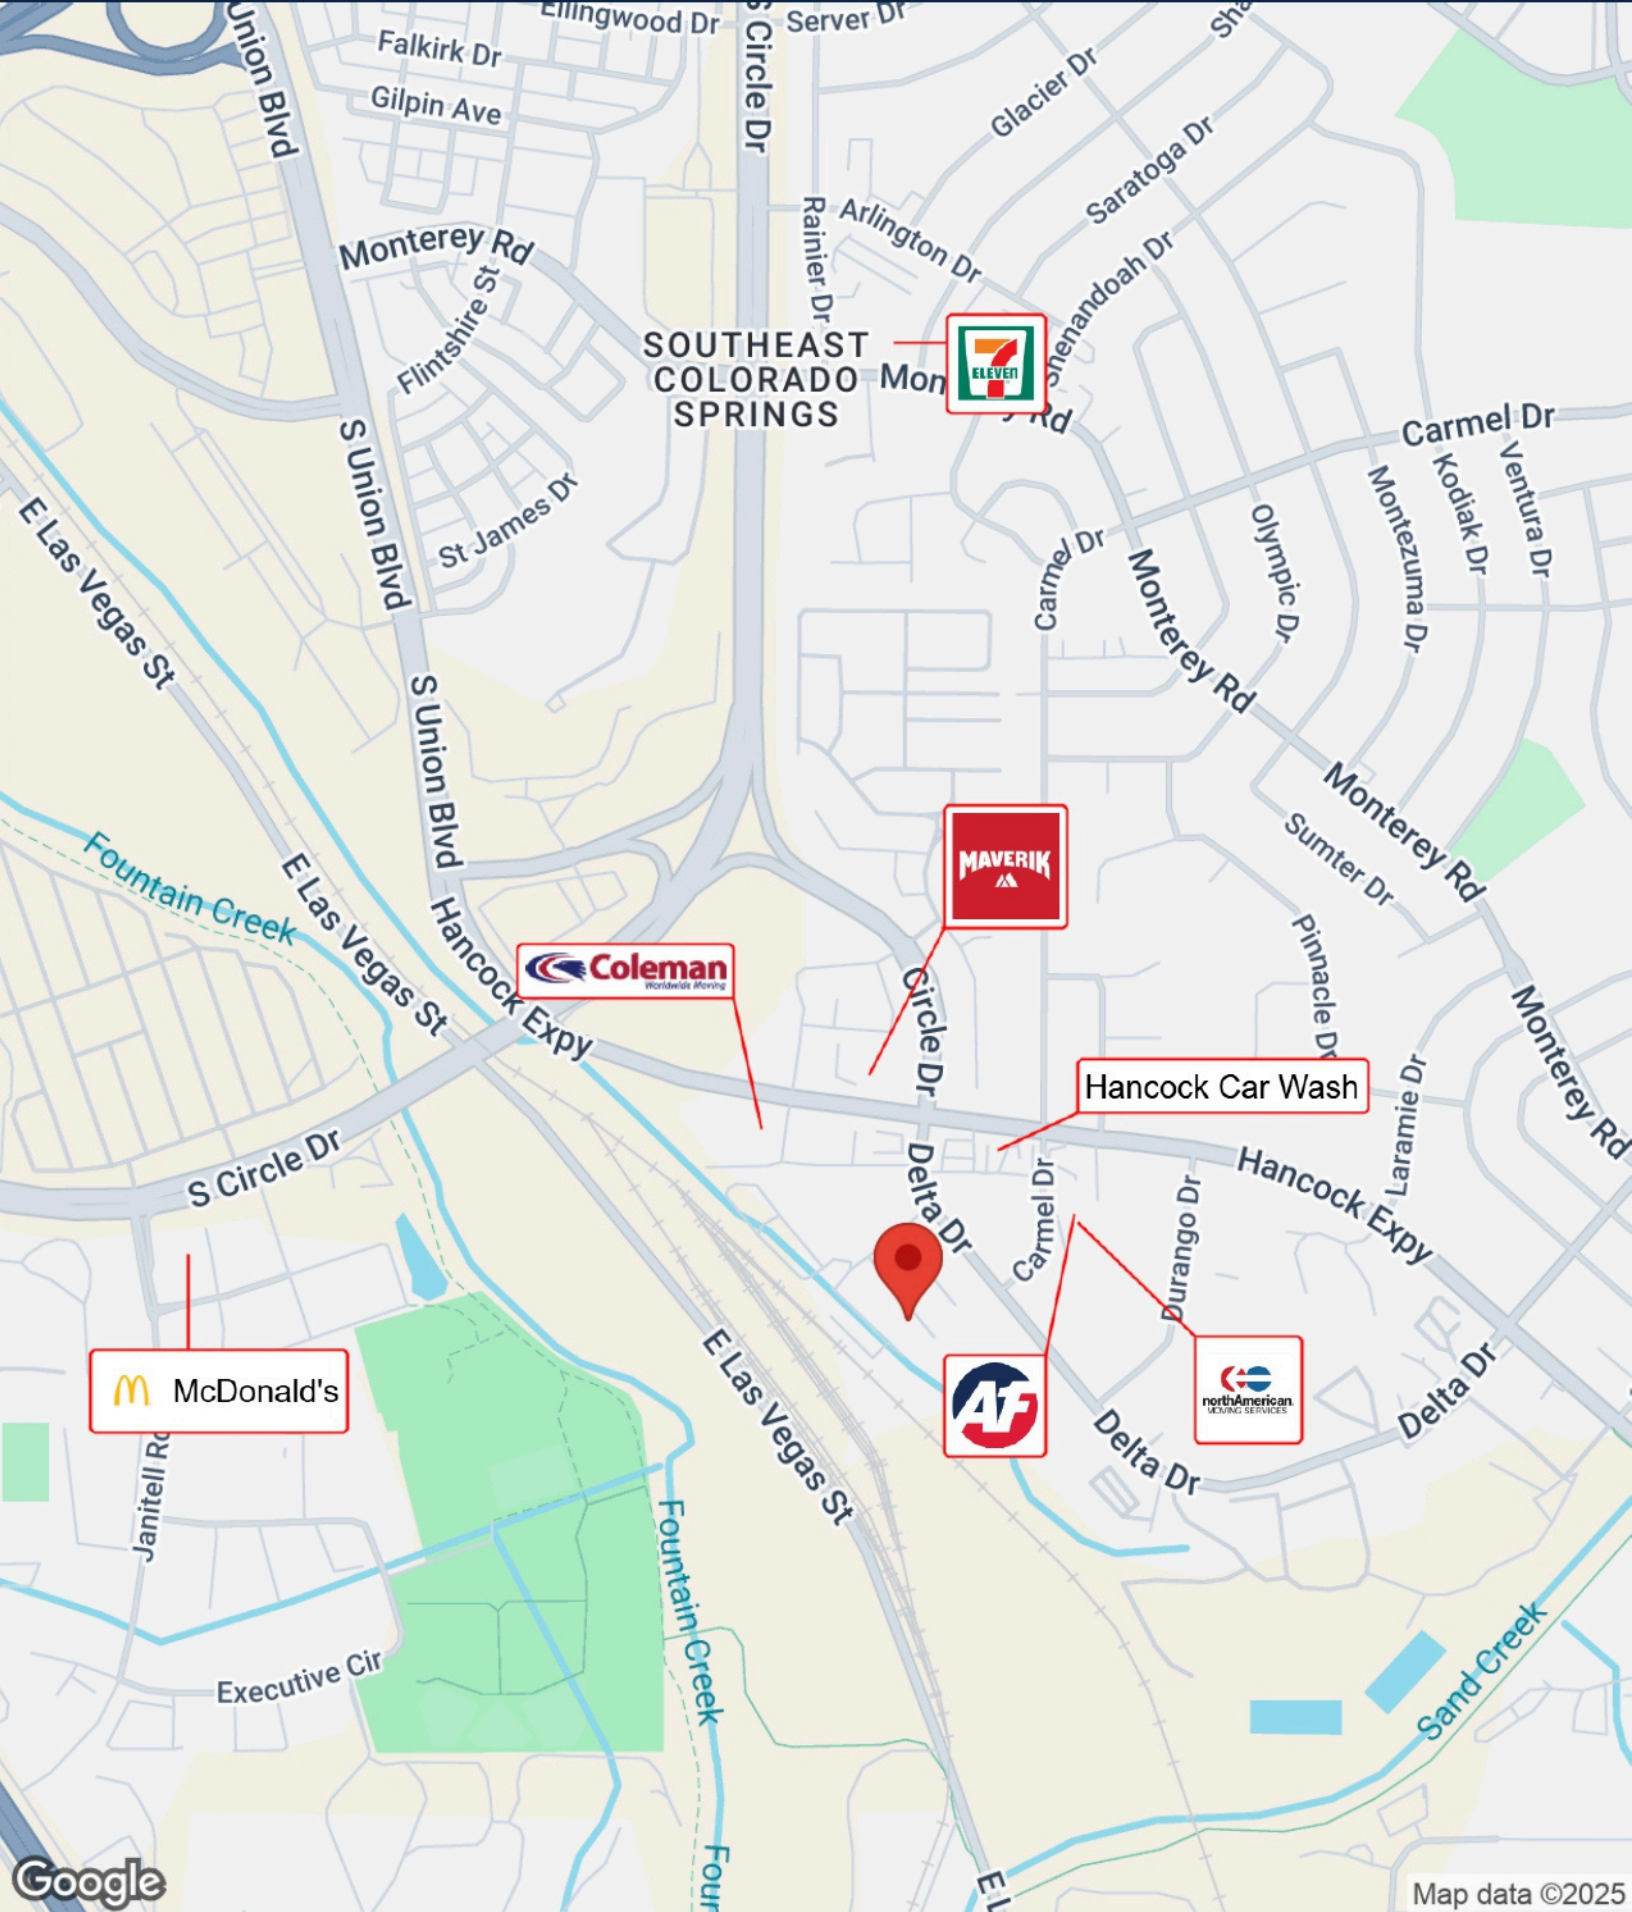 Ellingwood Dr
S Circle Dr
Server Dr
Union Blvd
Falkirk Dr
Gilpin Ave
Glacier Dr
Saratoga Dr
Monterey Rd
Rainier Dr
Arlington Dr
Shenandoah Dr
Flintshire St
SOUTHEAST
COLORADO
SPRINGS
7
ELEVEN
Carmel Dr
S Union Blvd
St James Dr
E Las Vegas St
Kodiak Dr
Ventura Dr
Montezuma Dr
Olympic Dr
Carmel Dr
Monterey Rd
S Union Blvd
Monterey Rd
Sumter Dr
Fountain Creek
E Las Vegas St
MAVERIK
Hancock Expy
Coleman
Worldwide Moving
Circle Dr
Pinnacle Dr
Monterey Rd
Hancock Car Wash
Laramie Dr
S Circle Dr
Delta Dr
Carmel Dr
Durango Dr
Hancock Expy
McDonald's
E Las Vegas St
AF
northAmerican
MOVING SERVICES
Delta Dr
Delta Dr
Janitell Rd
Fountain Creek
Executive Cir
Sand Creek
Google
Map data ©2025